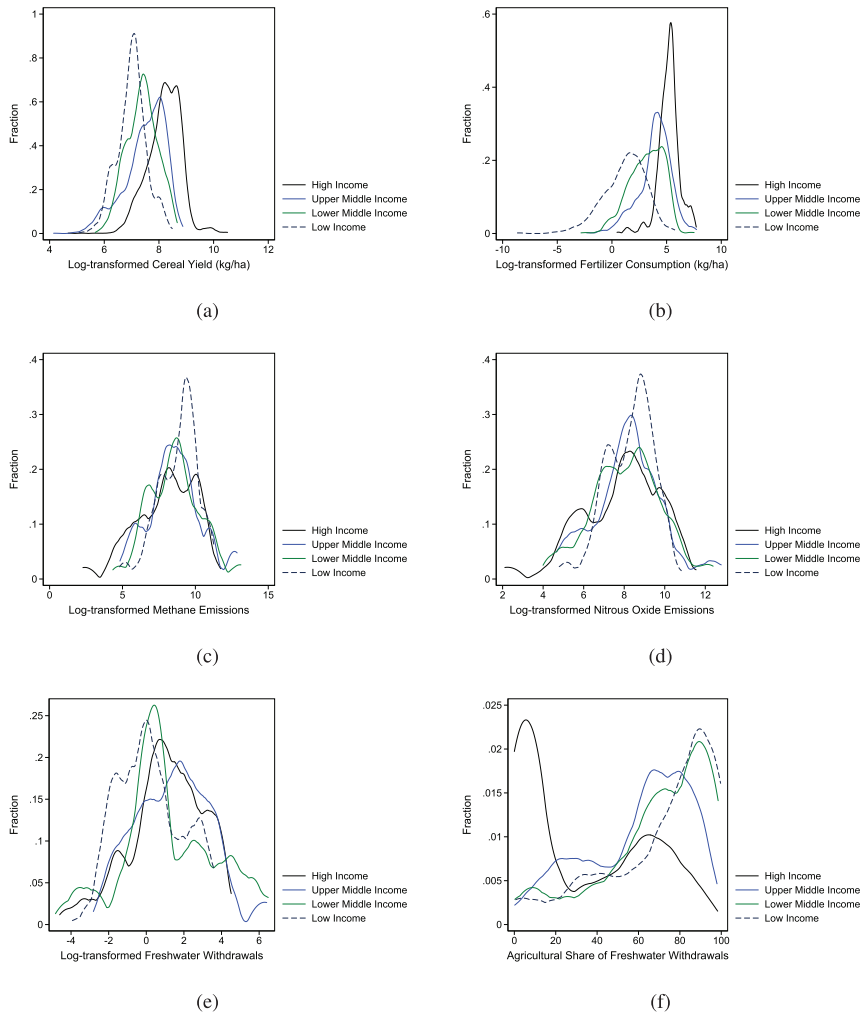 1
.8
.6
.4
.2
0
Fraction
4
6
8
10
12
Log-transformed Cereal Yield (kg/ha)
High Income
Upper Middle Income
Lower Middle Income
Low Income
(a)
.6
.4
.2
0
Fraction
-10
-5
0
5
10
Log-transformed Fertilizer Consumption (kg/ha)
High Income
Upper Middle Income
Lower Middle Income
Low Income
(b)
.4
.3
.2
.1
0
Fraction
0
5
10
15
Log-transformed Methane Emissions
High Income
Upper Middle Income
Lower Middle Income
Low Income
(c)
.4
.3
.2
.1
0
Fraction
2
4
6
8
10
12
Log-transformed Nitrous Oxide Emissions
High Income
Upper Middle Income
Lower Middle Income
Low Income
(d)
.25
.2
.15
.1
.05
0
Fraction
-4
-2
0
2
4
6
Log-transformed Freshwater Withdrawals
High Income
Upper Middle Income
Lower Middle Income
Low Income
(e)
.025
.02
.015
.01
.005
0
Fraction
0
20
40
60
80
100
Agricultural Share of Freshwater Withdrawals
High Income
Upper Middle Income
Lower Middle Income
Low Income
(f)